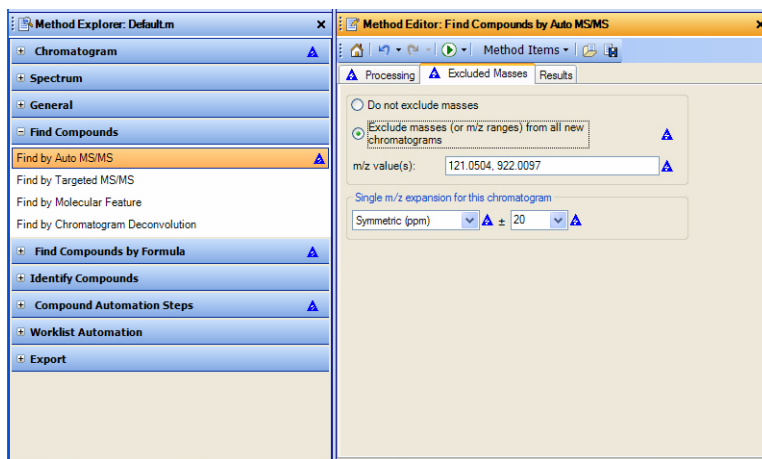 Method Explorer: Default.m
Chromatogram
Spectrum
General
Find Compounds
Find by Auto MS/MS
Find by Targeted MS/MS
Find by Molecular Feature
Find by Chromatogram Deconvolution
Find Compounds by Formula
Identify Compounds
Compound Automation Steps
Worklist Automation
Export
Method Editor: Find Compounds by Auto MS/MS
Method Items
Processing Excluded Masses Results
Do not exclude masses
Exclude masses (or m/z ranges) from all new
chromatograms
m/z value(s): 121.0504, 922.0097
Single m/z expansion for this chromatogram
Symmetric (ppm) ± 20